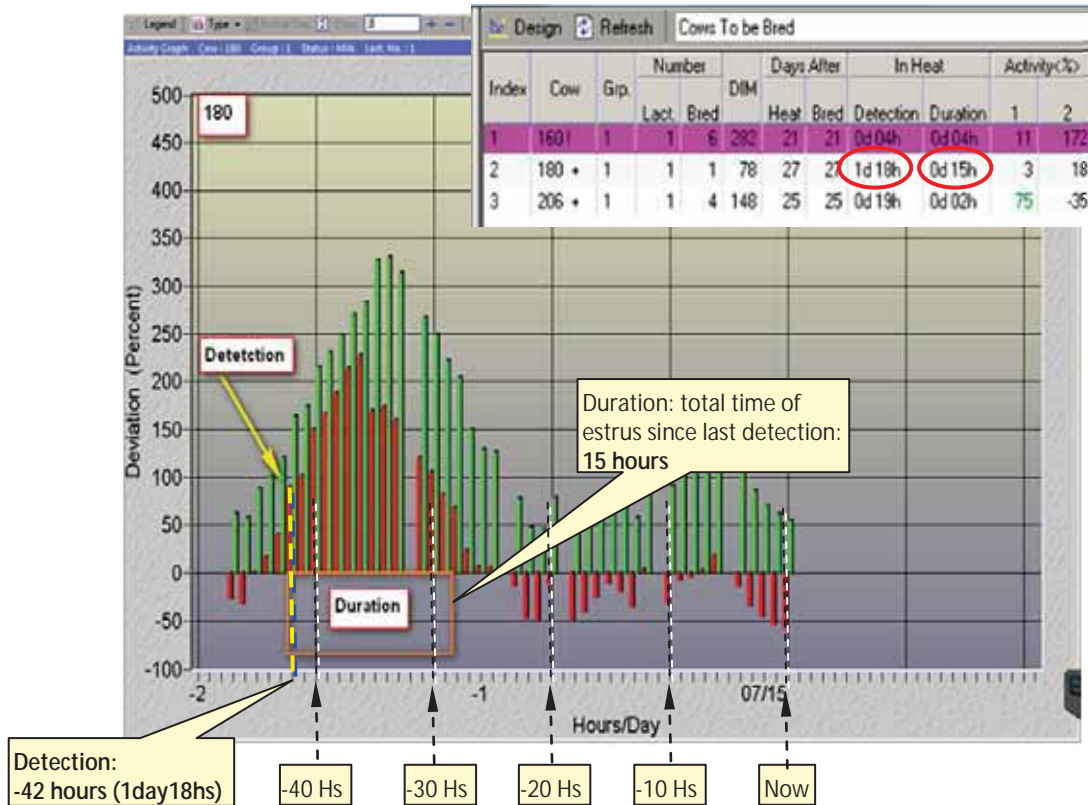 Legend Type
Activity Graph Cow : 180 Group : 1 Status : Milk Lact. No. : 1
Design Refresh Cows To be Bred
Number Days After In Heat Activity<%>
Index Cow Grp. DIM
Lact. Bred Heat Bred Detection Duration 1 2
1 160! 1 1 6 282 21 21 0d 04h 0d 04h 11 172
2 180 + 1 1 1 78 27 27 1d 18h 0d 15h 3 18
3 206 + 1 1 4 148 25 25 0d 19h 0d 02h 75 -35
180
500
450
400
350
300
250
200
150
100
50
0
-50
-100
Deviation (Percent)
Detetction
Duration: total time of
estrus since last detection:
15 hours
Duration
-2 -1 07/15
Hours/Day
Detection:
-42 hours (1day18hs)
-40 Hs -30 Hs -20 Hs -10 Hs Now